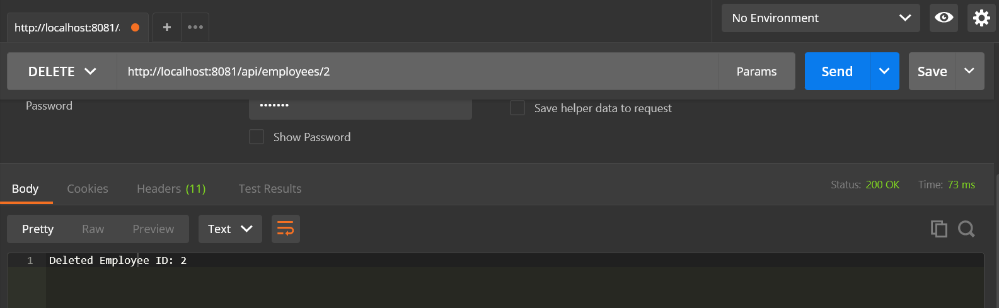 http://localhost:8081/
No Environment
DELETE
http://localhost:8081/api/employees/2
Params
Send
Save
Password
•••••••
Save helper data to request
Show Password
Body
Cookies
Headers (11)
Test Results
Status: 200 OK
Time: 73 ms
Pretty
Raw
Preview
Text
1
Deleted Employee ID: 2